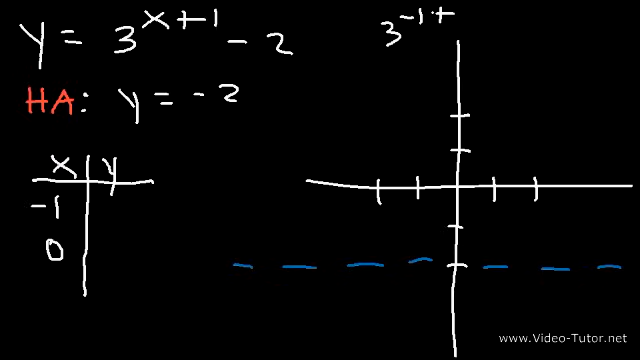 y = 3^{x+1} - 2
3^{-1+
HA: y = -2
x y
-1
0
www.Video-Tutor.net